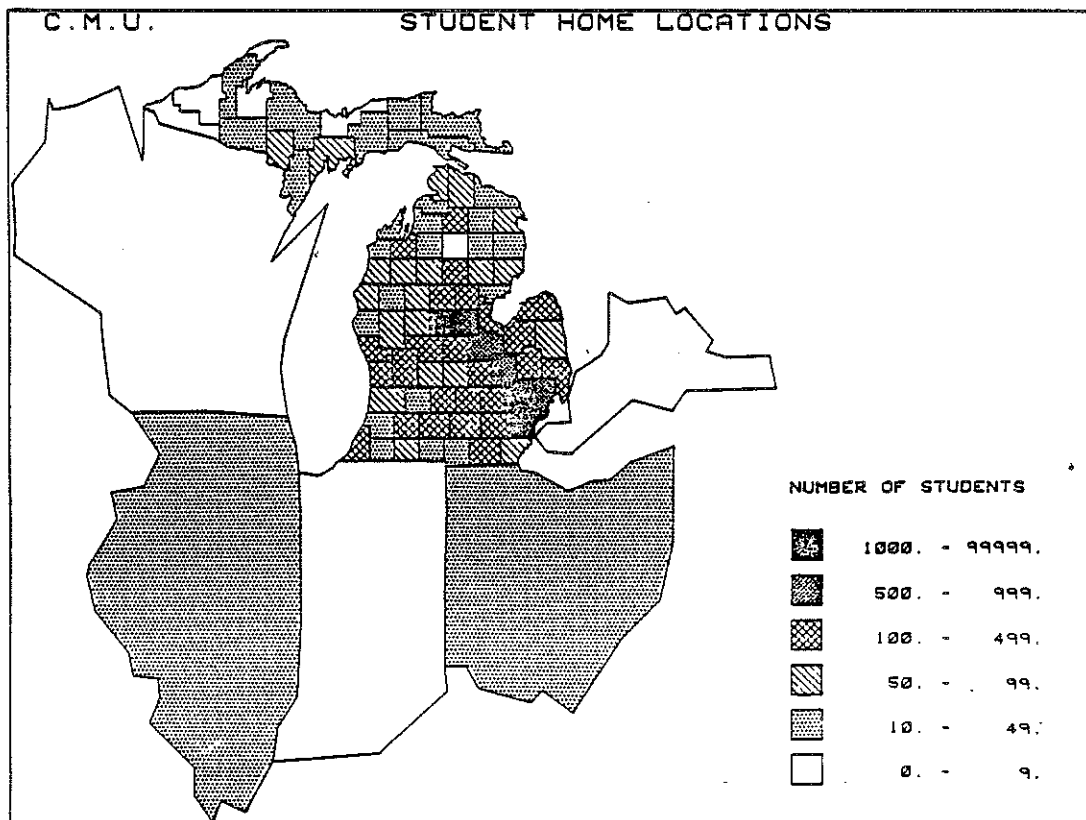 C.M.U. STUDENT HOME LOCATIONS
NUMBER OF STUDENTS
1000. - 99999.
500. - 999.
100. - 499.
50. - 99.
10. - 49.
0. - 9.